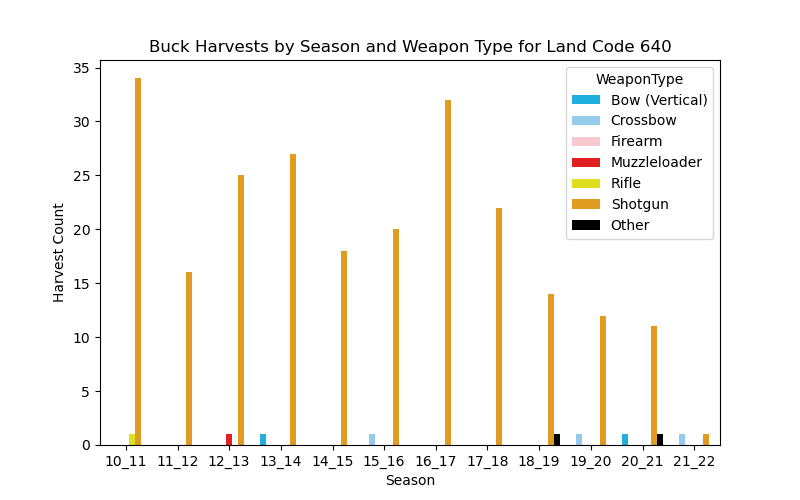 Buck Harvests by Season and Weapon Type for Land Code 640
35
30
25
20
15
10
5
0
Harvest Count
WeaponType
Bow (Vertical)
Crossbow
Firearm
Muzzleloader
Rifle
Shotgun
Other
10_11 11_12 12_13 13_14 14_15 15_16 16_17 17_18 18_19 19_20 20_21 21_22
Season